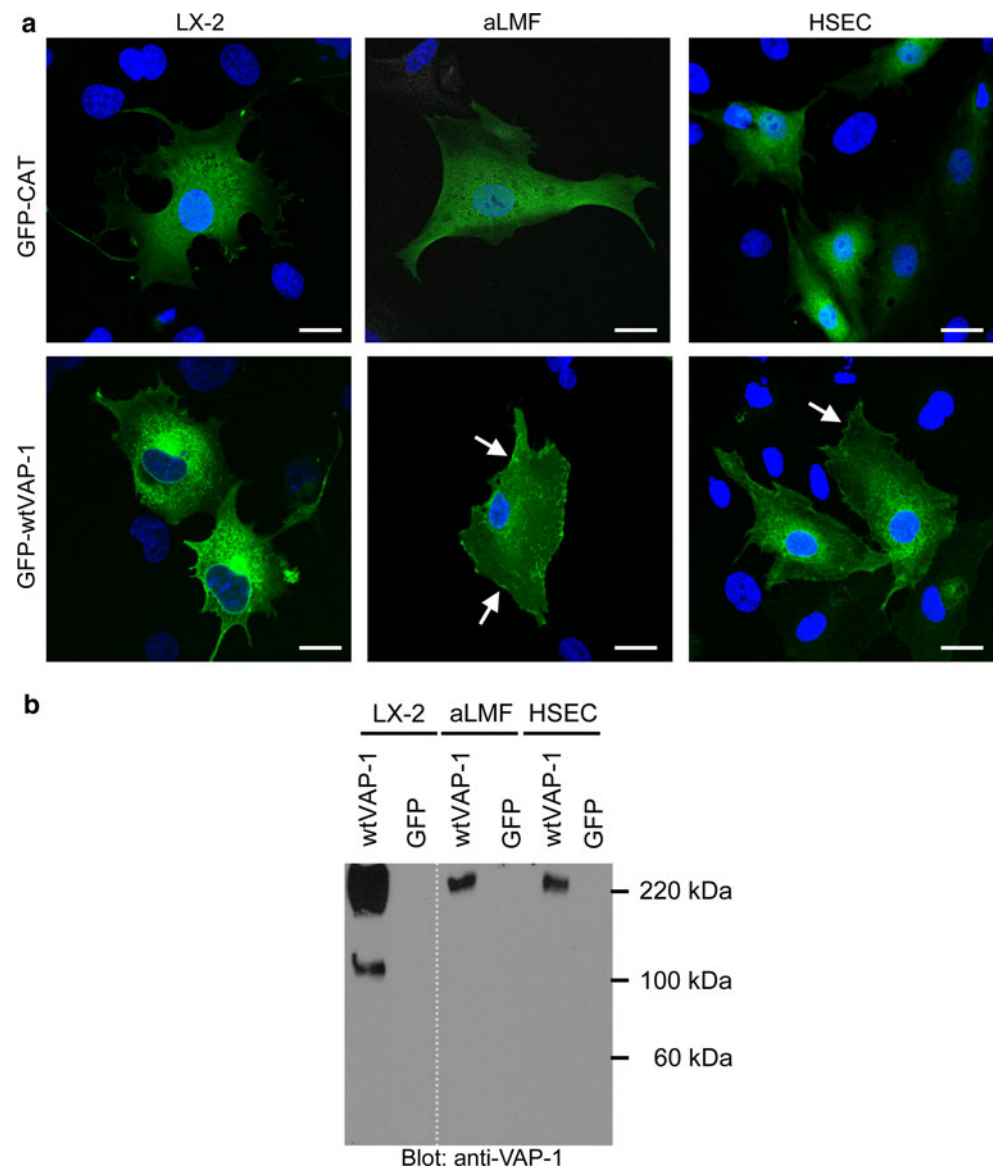 a
LX-2 aLMF HSEC
GFP-CAT
GFP-wtVAP-1
b
LX-2 aLMF HSEC
wtVAP-1 GFP wtVAP-1 GFP wtVAP-1 GFP
220 kDa
100 kDa
60 kDa
Blot: anti-VAP-1